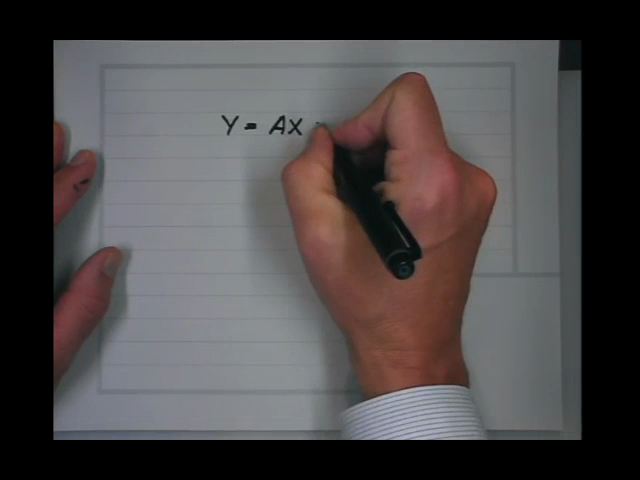 Y = AX